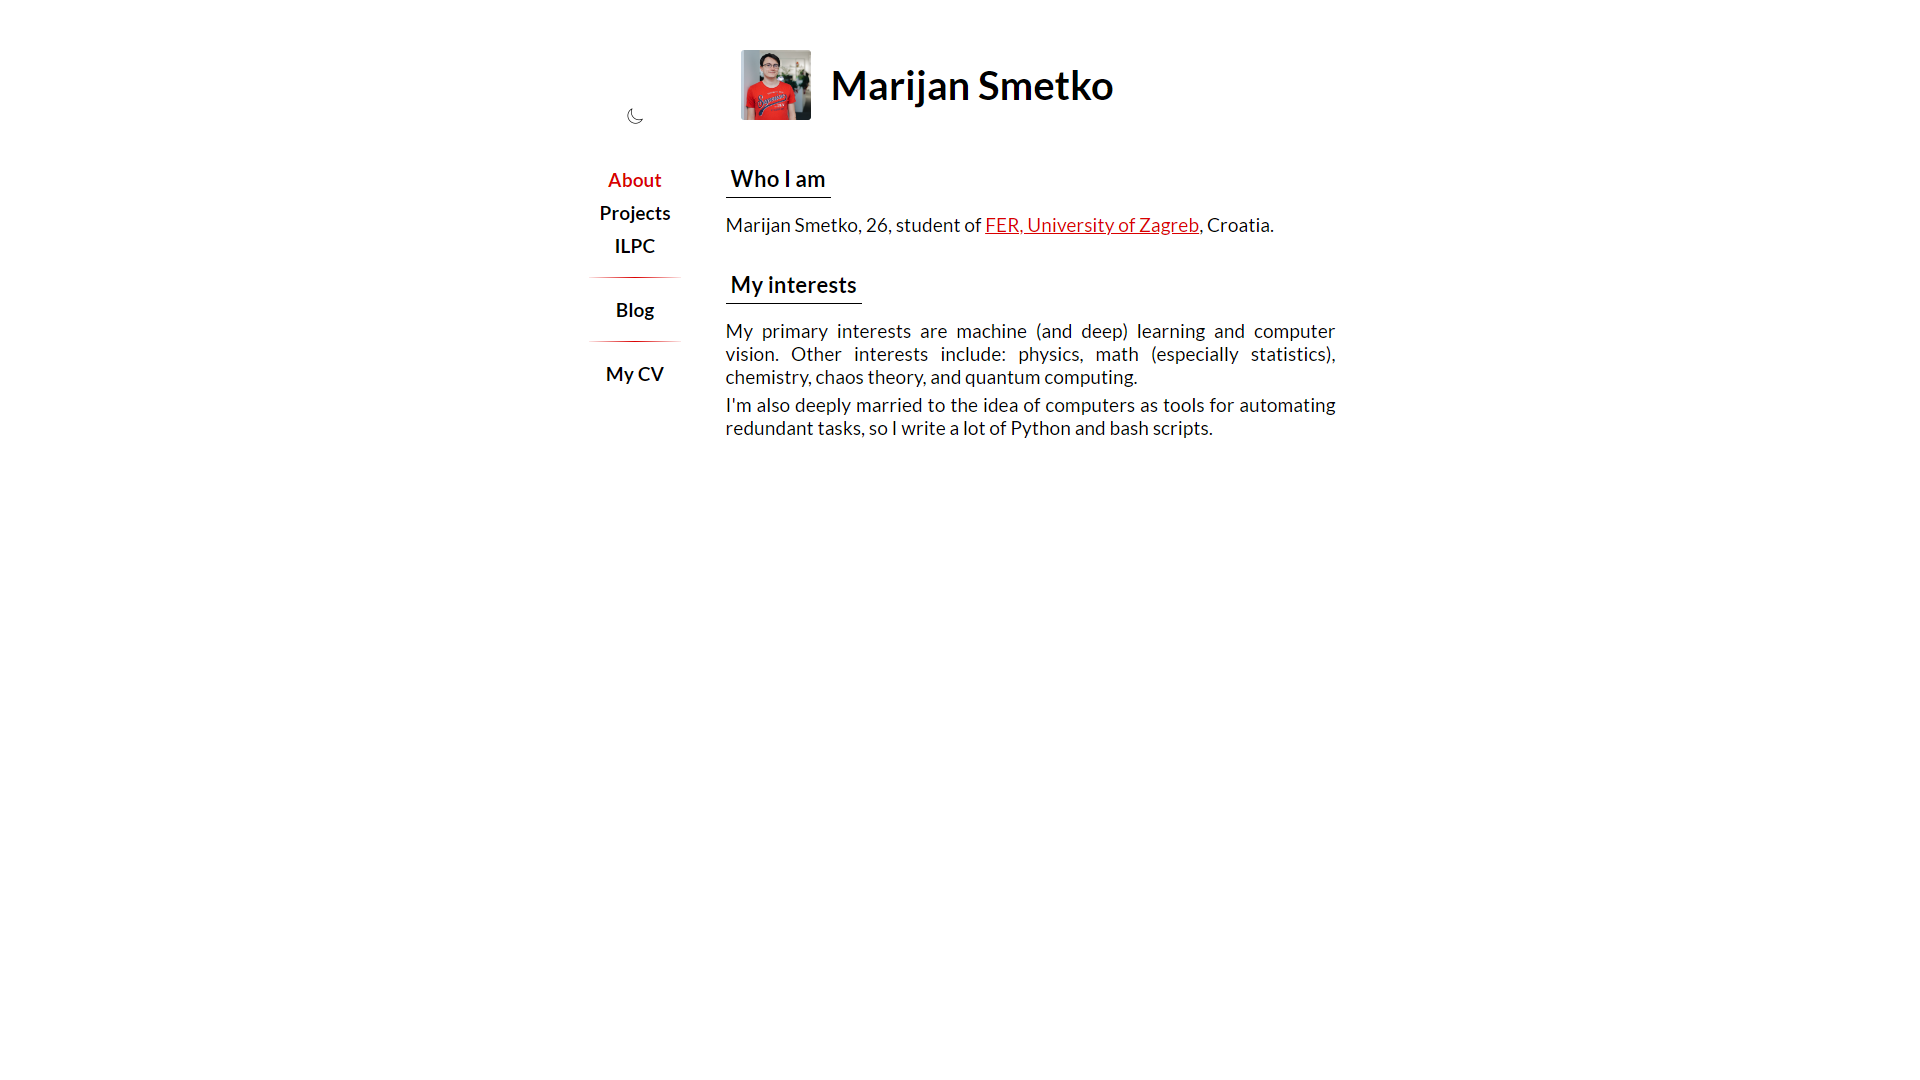 Marijan Smetko
About
Projects
ILPC
Blog
My CV
Who I am
Marijan Smetko, 26, student of FER, University of Zagreb, Croatia.
My interests
My primary interests are machine (and deep) learning and computer
vision. Other interests include: physics, math (especially statistics),
chemistry, chaos theory, and quantum computing.
I'm also deeply married to the idea of computers as tools for automating
redundant tasks, so I write a lot of Python and bash scripts.